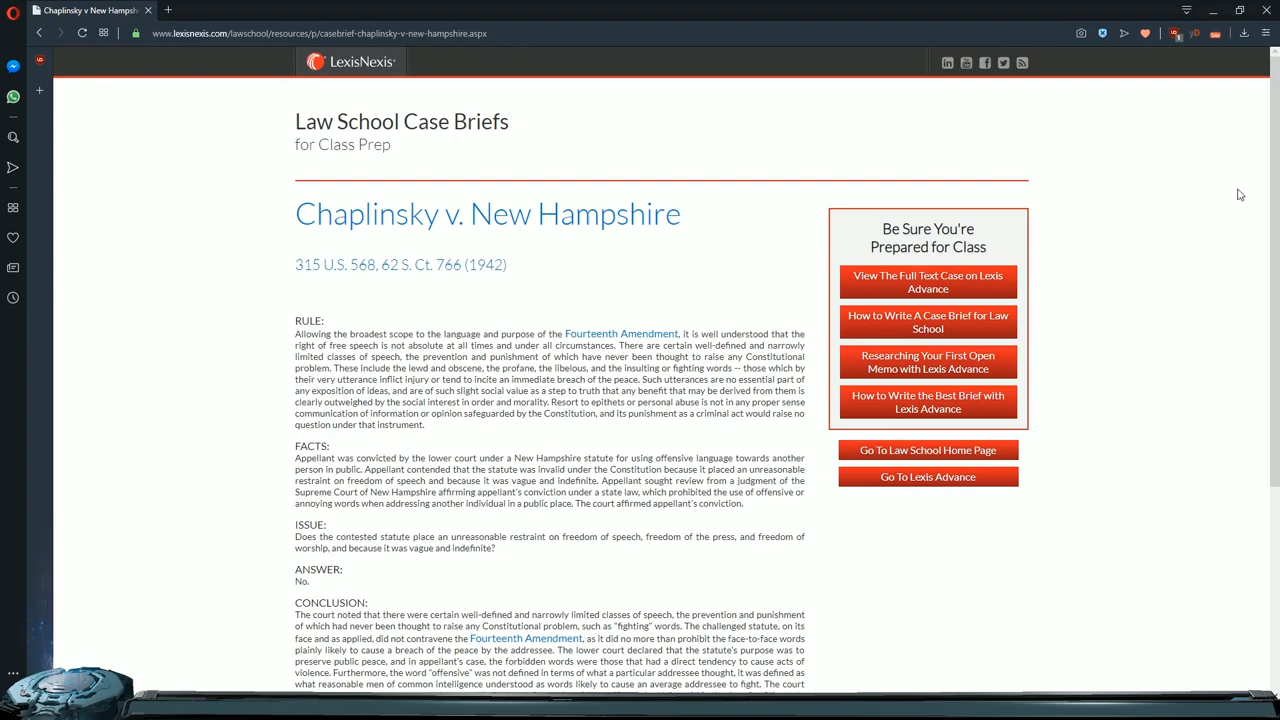 Chaplinsky v New Hampsh
www.lexisnexis.com/lawschool/resources/p/casebrief-chaplinsky-v-new-hampshire.aspx
LexisNexis
Law School Case Briefs
for Class Prep
Chaplinsky v. New Hampshire
315 U.S. 568, 62 S. Ct. 766 (1942)
RULE:
Allowing the broadest scope to the language and purpose of the Fourteenth Amendment, it is well understood that the
right of free speech is not absolute at all times and under all circumstances. There are certain well-defined and narrowly
limited classes of speech, the prevention and punishment of which have never been thought to raise any Constitutional
problem. These include the lewd and obscene, the profane, the libelous, and the insulting or fighting words -- those which by
their very utterance inflict injury or tend to incite an immediate breach of the peace. Such utterances are no essential part of
any exposition of ideas, and are of such slight social value as a step to truth that any benefit that may be derived from them is
clearly outweighed by the social interest in order and morality. Resort to epithets or personal abuse is not in any proper sense
communication of information or opinion safeguarded by the Constitution, and its punishment as a criminal act would raise no
question under that instrument.
FACTS:
Appellant was convicted by the lower court under a New Hampshire statute for using offensive language towards another
person in public. Appellant contended that the statute was invalid under the Constitution because it placed an unreasonable
restraint on freedom of speech and because it was vague and indefinite. Appellant sought review from a judgment of the
Supreme Court of New Hampshire affirming appellant's conviction under a state law, which prohibited the use of offensive or
annoying words when addressing another individual in a public place. The court affirmed appellant's conviction.
ISSUE:
Does the contested statute place an unreasonable restraint on freedom of speech, freedom of the press, and freedom of
worship, and because it was vague and indefinite?
ANSWER:
No.
CONCLUSION:
The court noted that there were certain well-defined and narrowly limited classes of speech, the prevention and punishment
of which had never been thought to raise any Constitutional problem, such as "fighting" words. The challenged statute, on its
face and as applied, did not contravene the Fourteenth Amendment, as it did no more than prohibit the face-to-face words
plainly likely to cause a breach of the peace by the addressee. The lower court declared that the statute's purpose was to
preserve public peace, and in appellant's case, the forbidden words were those that had a direct tendency to cause acts of
violence. Furthermore, the word "offensive" was not defined in terms of what a particular addressee thought, it was defined as
what reasonable men of common intelligence understood as words likely to cause an average addressee to fight. The court
Be Sure You're
Prepared for Class
View The Full Text Case on Lexis
Advance
How to Write A Case Brief for Law
School
Researching Your First Open
Memo with Lexis Advance
How to Write the Best Brief with
Lexis Advance
Go To Law School Home Page
Go To Lexis Advance